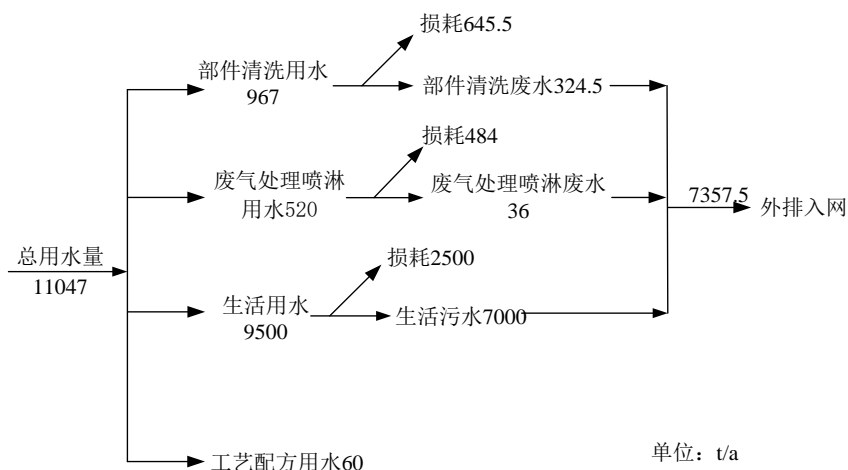 损耗645.5
部件清洗用水
967
部件清洗废水324.5
损耗484
废气处理喷淋
用水520
废气处理喷淋废水
36
7357.5
外排入网
总用水量
11047
损耗2500
生活用水
9500
生活污水7000
工艺配方用水60
单位：t/a